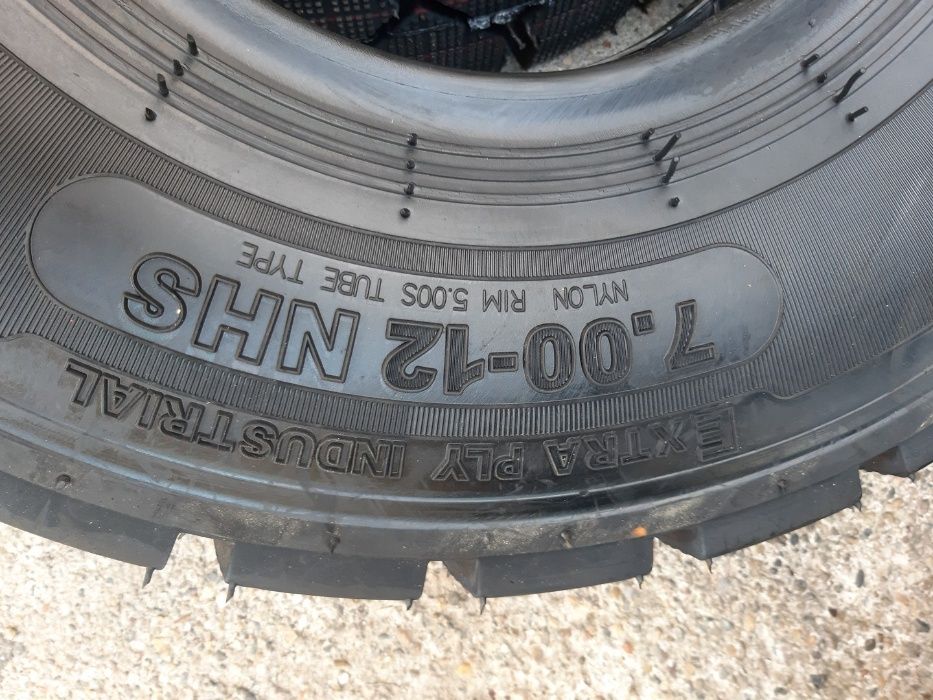 EXTRA PLY INDUSTRIAL
7.00-12 NHS
NYLON RIM 5.00S TUBE TYPE